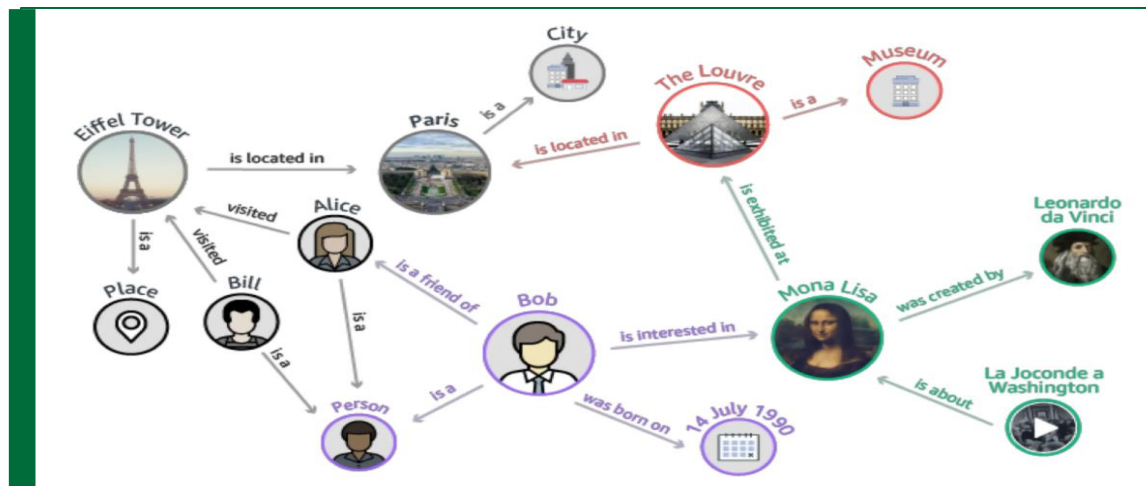 City
The Louvre
Museum
is a
is a
Eiffel Tower
Paris
is located in
is located in
Leonardo
da Vinci
visited
Alice
is exhibited at
is a
visited
is a friend of
Place
Bill
Bob
Mona Lisa
was created by
is a
is interested in
is a
La Joconde a
Washington
is a
is about
Person
was born on
14 July 1990